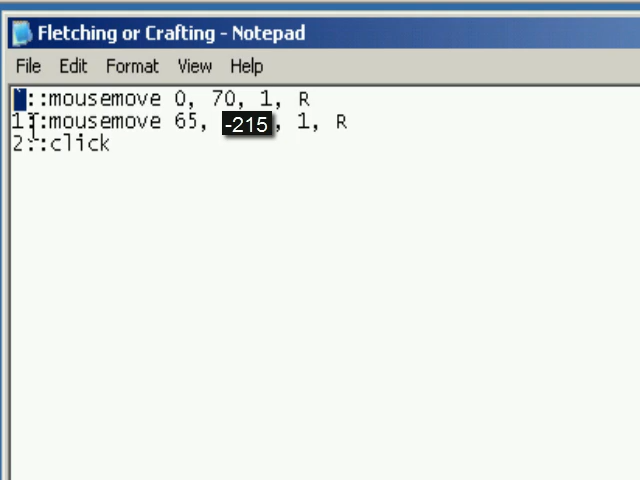 Fletching or Crafting - Notepad
File Edit Format View Help
`::mousemove 0, 70, 1, R
1::mousemove 65, -215, 1, R
2::click